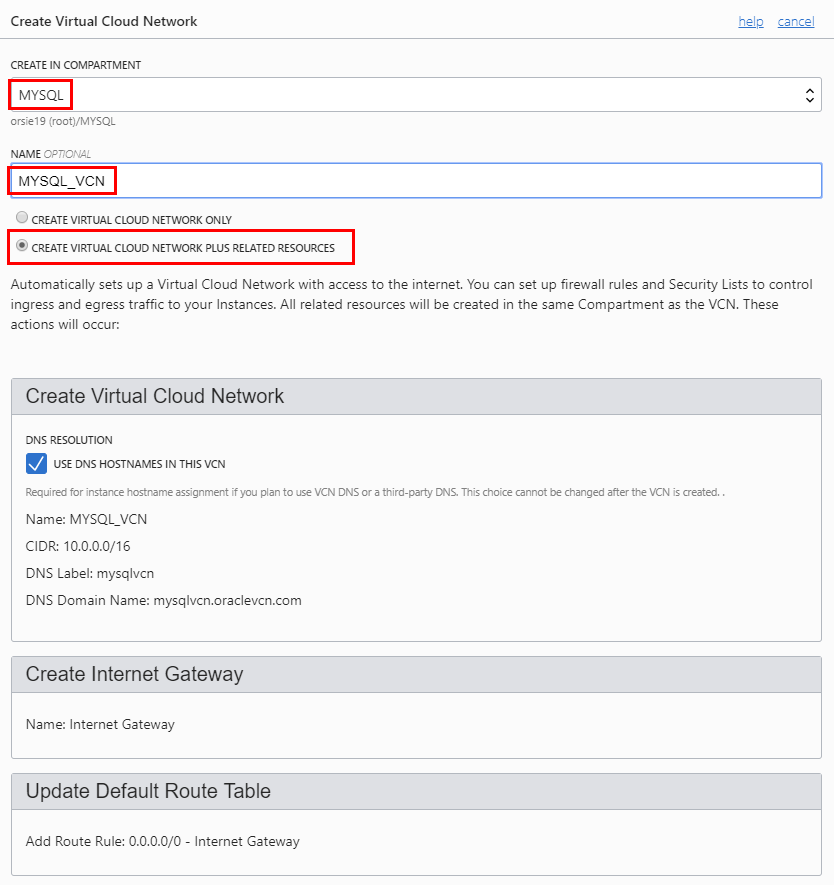 Create Virtual Cloud Network help cancel
CREATE IN COMPARTMENT
MYSQL
orsie19 (root)/MYSQL
NAME OPTIONAL
MYSQL_VCN
CREATE VIRTUAL CLOUD NETWORK ONLY
CREATE VIRTUAL CLOUD NETWORK PLUS RELATED RESOURCES
Automatically sets up a Virtual Cloud Network with access to the internet. You can set up firewall rules and Security Lists to control
ingress and egress traffic to your Instances. All related resources will be created in the same Compartment as the VCN. These
actions will occur:
Create Virtual Cloud Network
DNS RESOLUTION
USE DNS HOSTNAMES IN THIS VCN
Required for instance hostname assignment if you plan to use VCN DNS or a third-party DNS. This choice cannot be changed after the VCN is created. .
Name: MYSQL_VCN
CIDR: 10.0.0.0/16
DNS Label: mysqlvcn
DNS Domain Name: mysqlvcn.oraclevcn.com
Create Internet Gateway
Name: Internet Gateway
Update Default Route Table
Add Route Rule: 0.0.0.0/0 - Internet Gateway